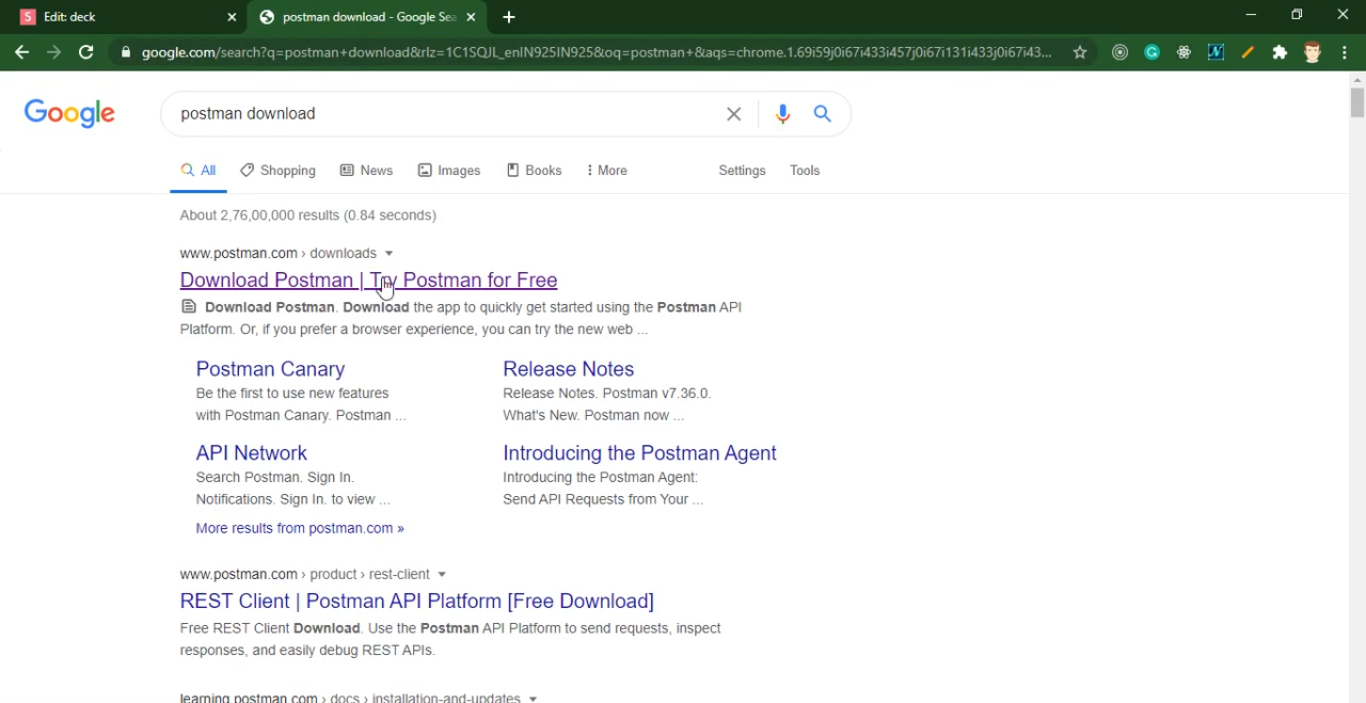 S Edit: deck
postman download - Google Sea
google.com/search?q=postman+download&rlz=1C1SQJL_enIN925IN925&oq=postman+&aqs=chrome.1.69i59j0i67i433i457j0i67i131i433j0i67i43...
Google
postman download
All Shopping News Images Books More Settings Tools
About 2,76,00,000 results (0.84 seconds)
www.postman.com › downloads
Download Postman | Try Postman for Free
Download Postman. Download the app to quickly get started using the Postman API
Platform. Or, if you prefer a browser experience, you can try the new web ...
Postman Canary
Be the first to use new features
with Postman Canary. Postman ...
Release Notes
Release Notes. Postman v7.36.0.
What's New. Postman now ...
API Network
Search Postman. Sign In.
Notifications. Sign In. to view ...
Introducing the Postman Agent
Introducing the Postman Agent:
Send API Requests from Your ...
More results from postman.com »
www.postman.com › product › rest-client
REST Client | Postman API Platform [Free Download]
Free REST Client Download. Use the Postman API Platform to send requests, inspect
responses, and easily debug REST APIs.
learning.postman.com › docs › installation-and-updates